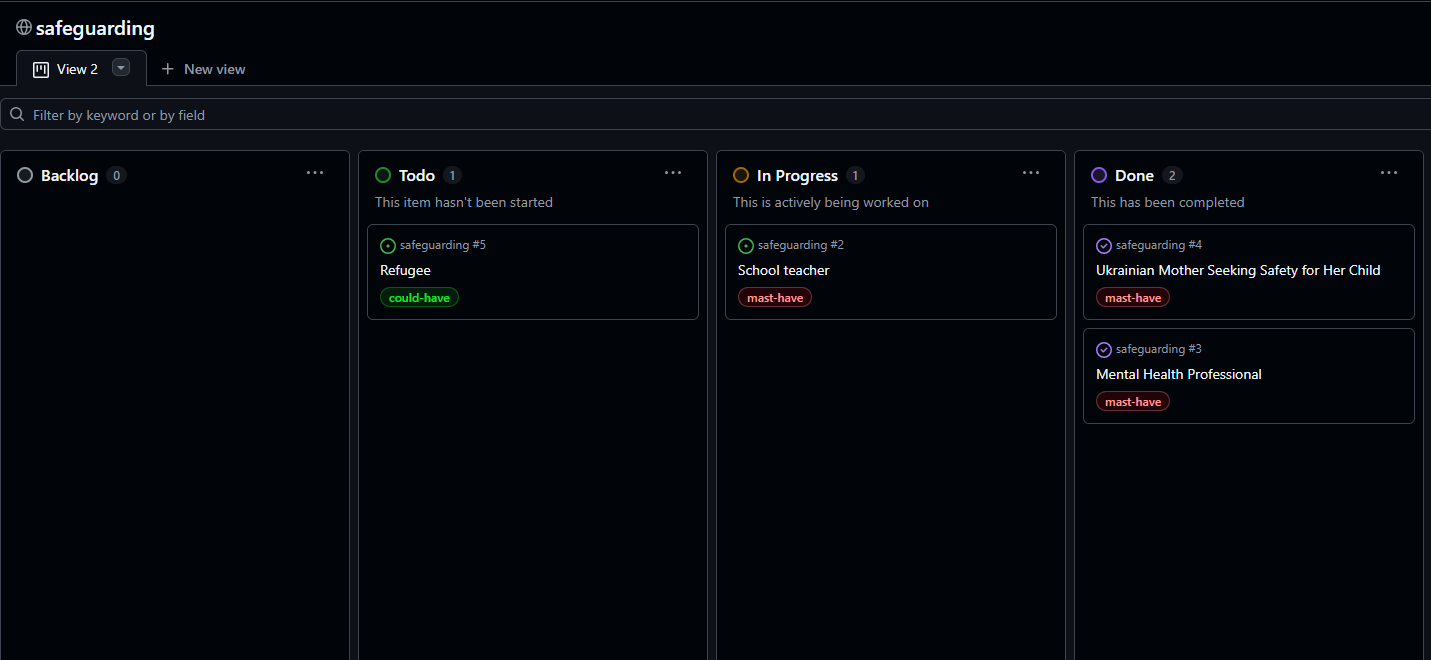 safeguarding
View 2
New view
Filter by keyword or by field
Backlog 0
Todo 1
This item hasn't been started
safeguarding #5
Refugee
could-have
In Progress 1
This is actively being worked on
safeguarding #2
School teacher
mast-have
Done 2
This has been completed
safeguarding #4
Ukrainian Mother Seeking Safety for Her Child
mast-have
safeguarding #3
Mental Health Professional
mast-have